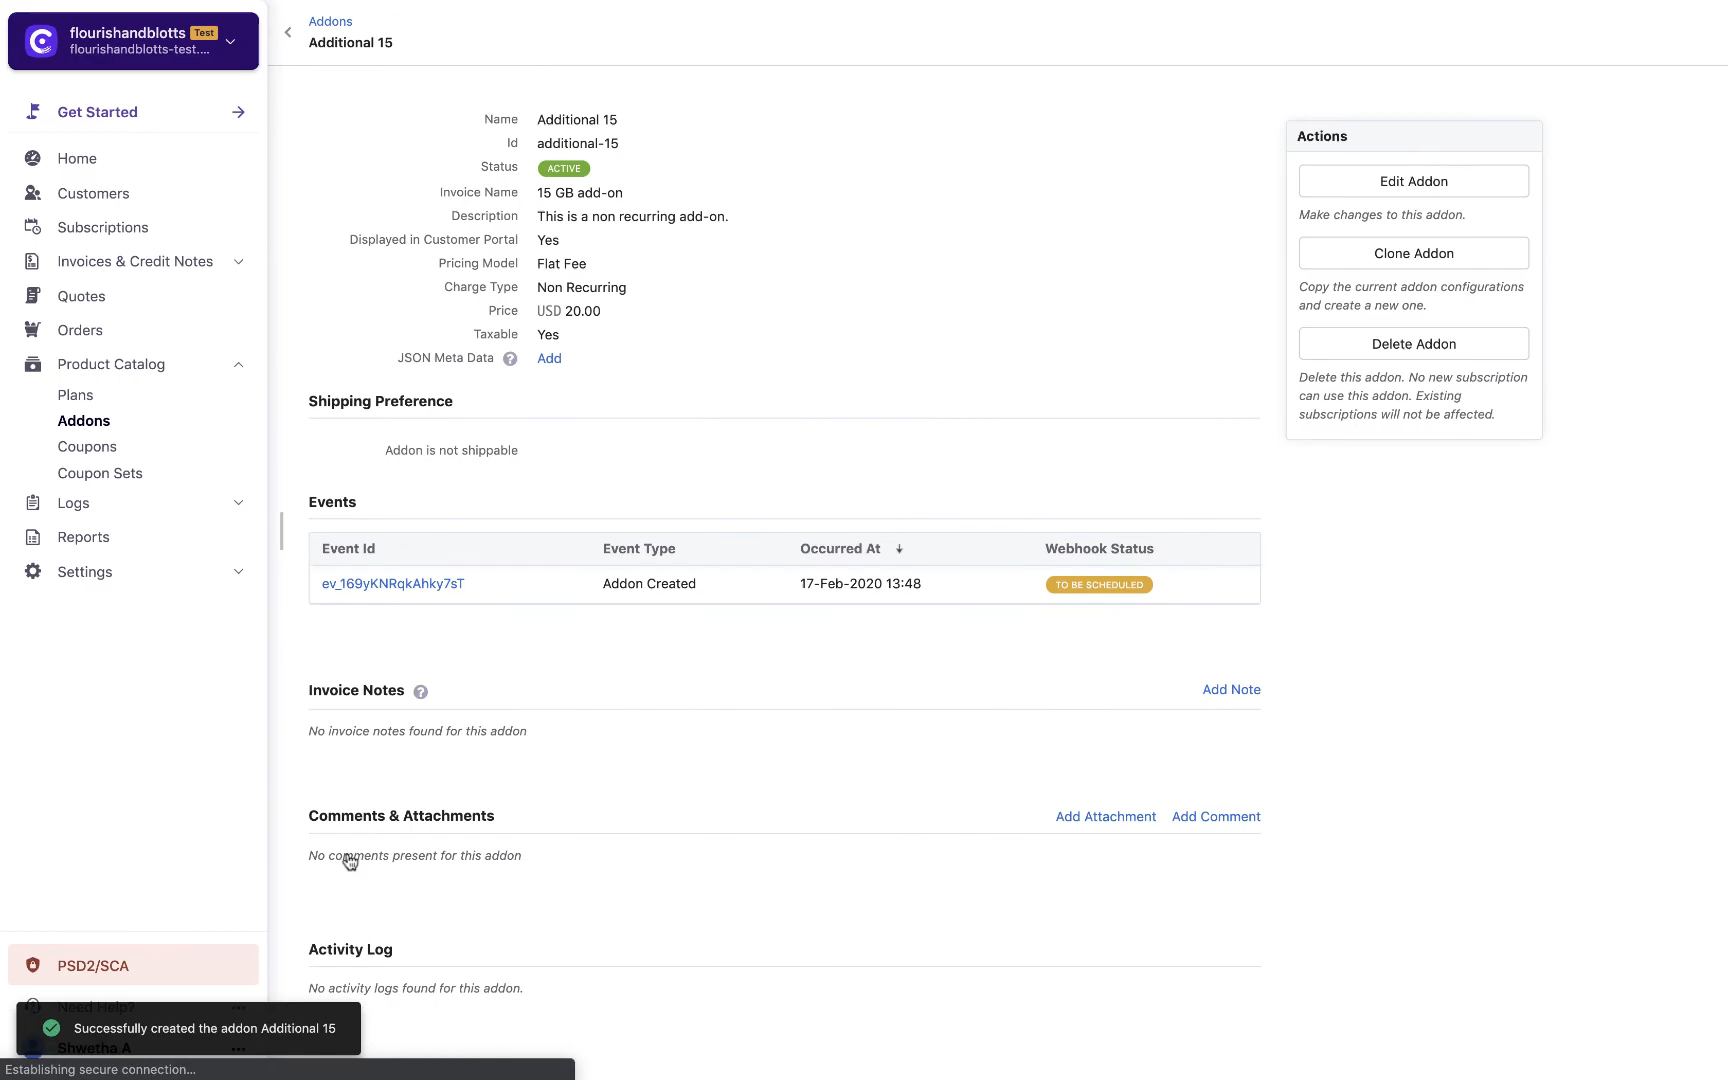 flourishandblotts Test
flourishandblotts-test....
Get Started
Home
Customers
Subscriptions
Invoices & Credit Notes
Quotes
Orders
Product Catalog
Plans
Addons
Coupons
Coupon Sets
Logs
Reports
Settings
PSD2/SCA
Need Help?
Successfully created the addon Additional 15
Shwetha A
Establishing secure connection...
Addons
Additional 15
Name Additional 15
Id additional-15
Status ACTIVE
Invoice Name 15 GB add-on
Description This is a non recurring add-on.
Displayed in Customer Portal Yes
Pricing Model Flat Fee
Charge Type Non Recurring
Price USD 20.00
Taxable Yes
JSON Meta Data ? Add
Shipping Preference
Addon is not shippable
Events
Event Id Event Type Occurred At Webhook Status
ev_169yKNRqkAhky7sT Addon Created 17-Feb-2020 13:48 TO BE SCHEDULED
Invoice Notes ? Add Note
No invoice notes found for this addon
Comments & Attachments Add Attachment Add Comment
No comments present for this addon
Activity Log
No activity logs found for this addon.
Actions
Edit Addon
Make changes to this addon.
Clone Addon
Copy the current addon configurations
and create a new one.
Delete Addon
Delete this addon. No new subscription
can use this addon. Existing
subscriptions will not be affected.